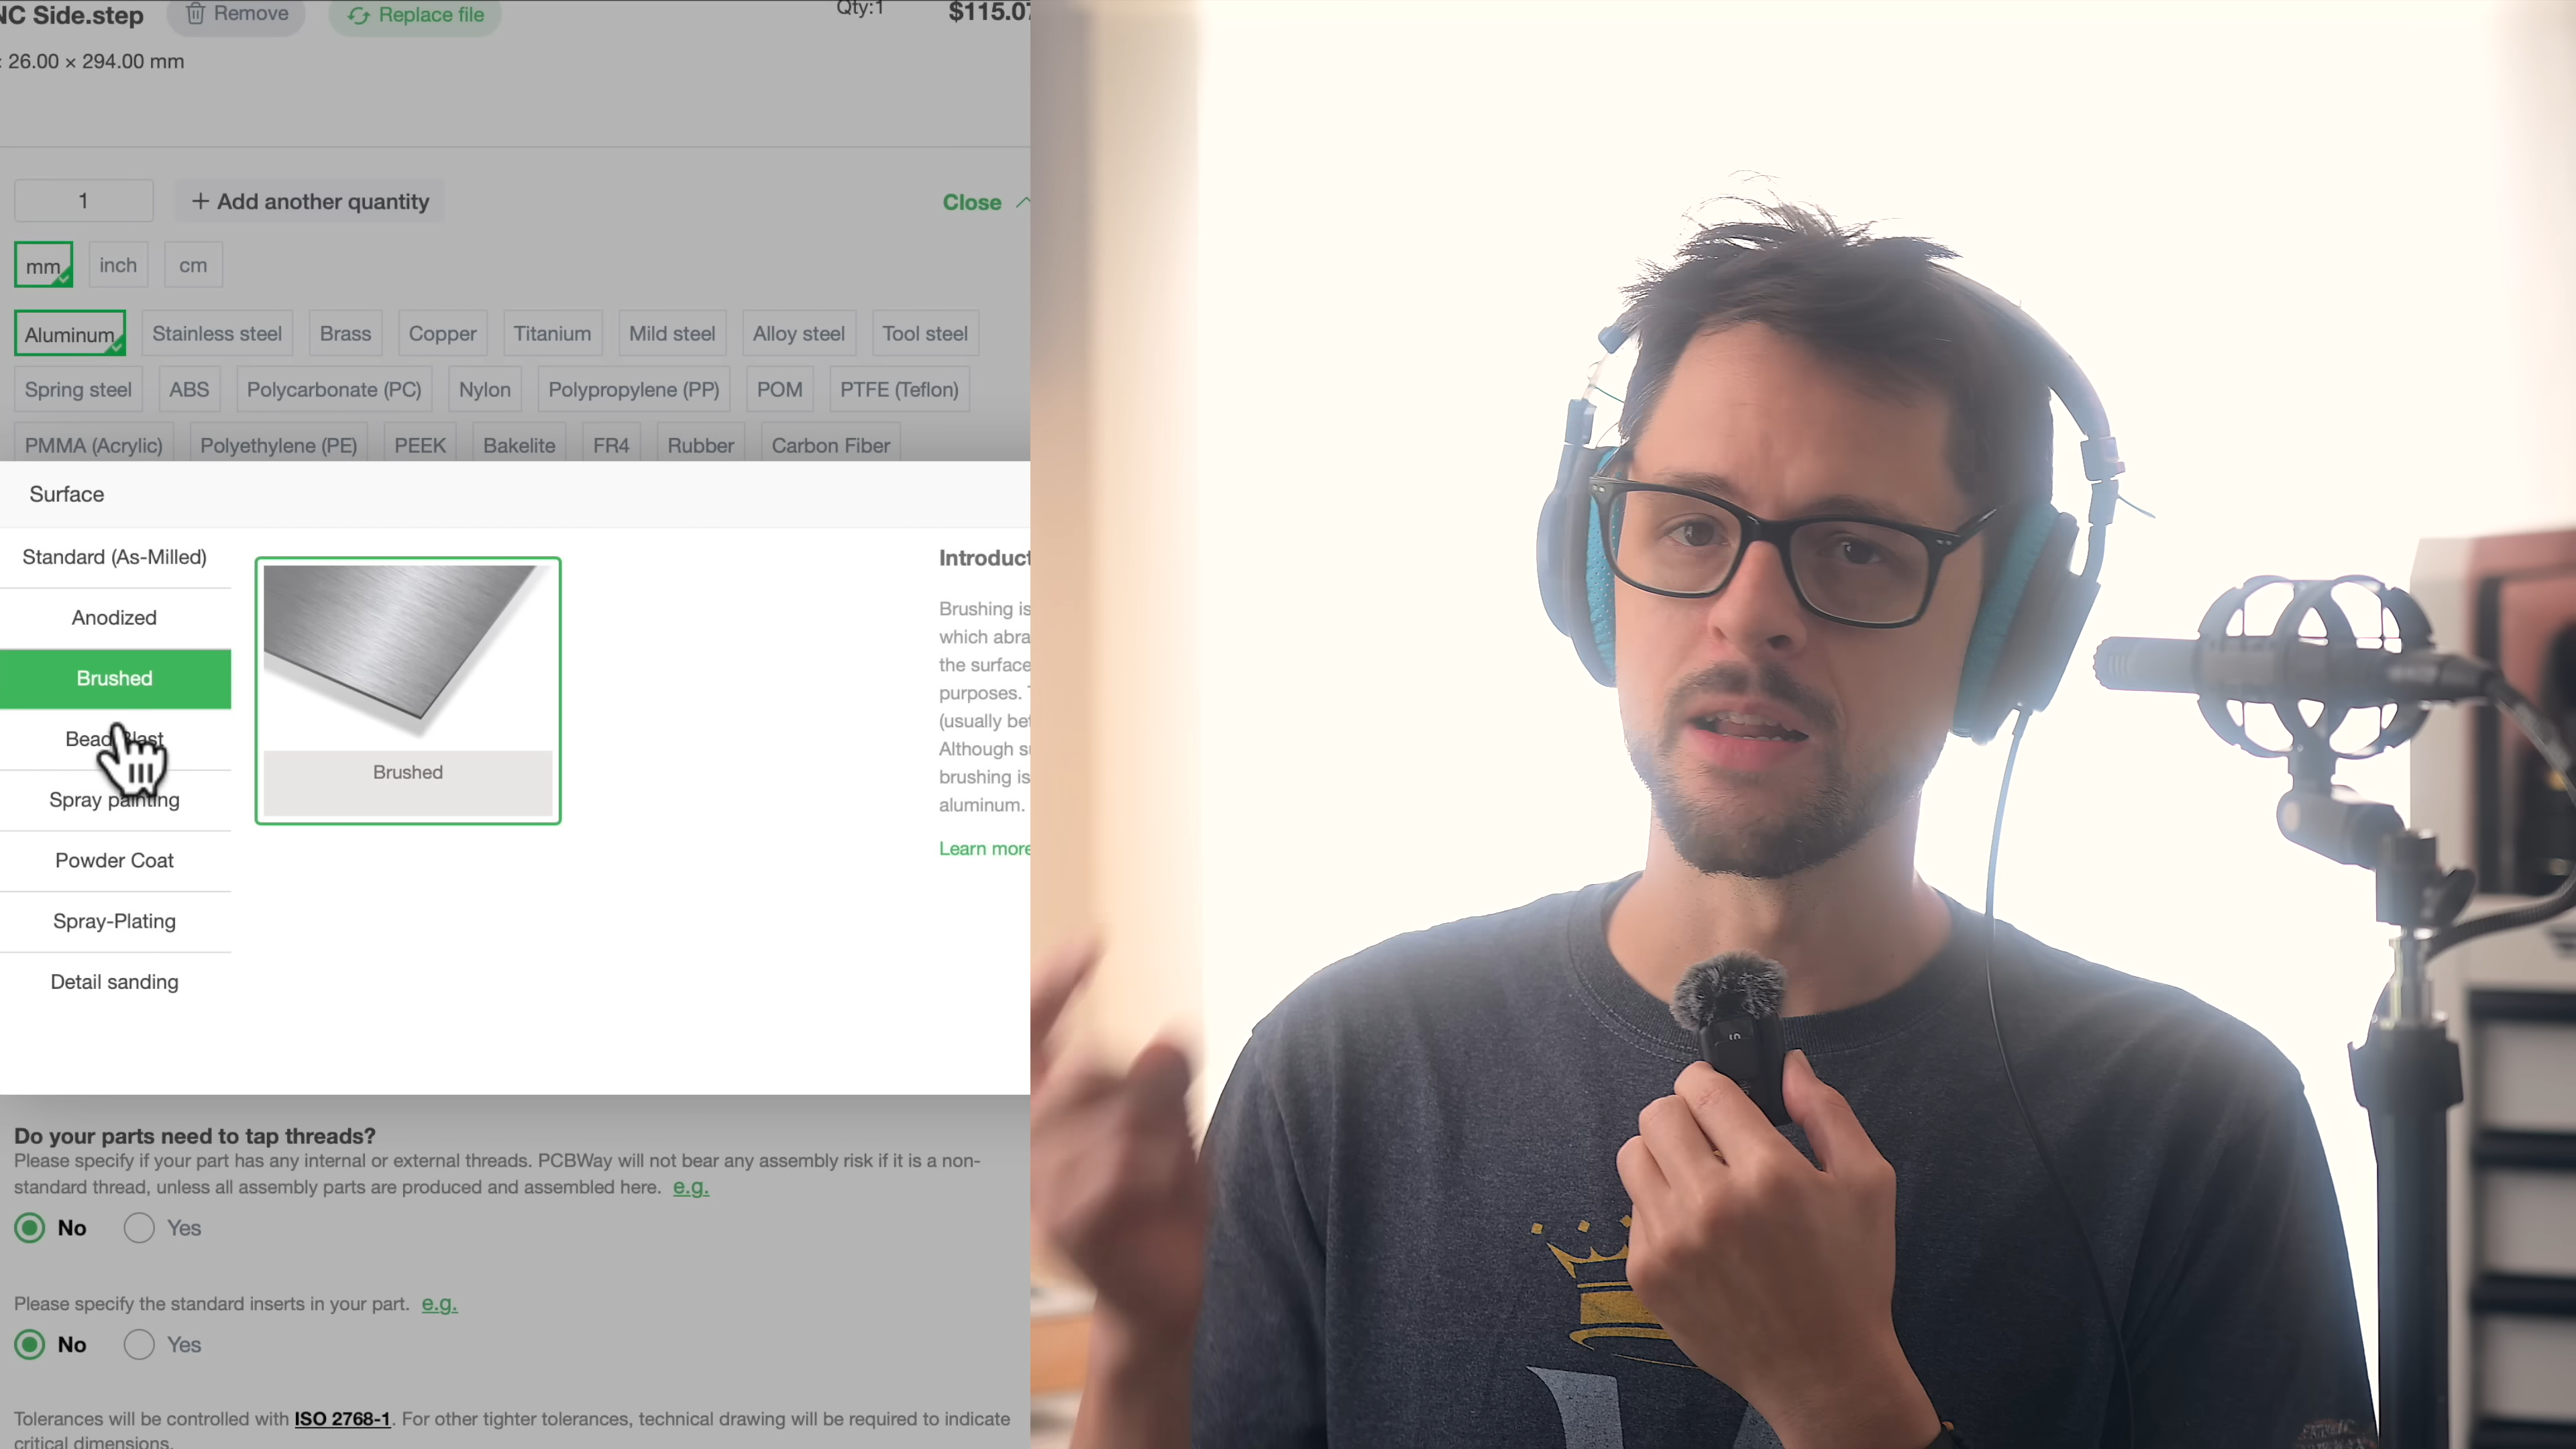 NC Side.step Remove Replace file Qty:1 $115.07
: 26.00 × 294.00 mm
1 + Add another quantity Close
mm inch cm
Aluminum Stainless steel Brass Copper Titanium Mild steel Alloy steel Tool steel
Spring steel ABS Polycarbonate (PC) Nylon Polypropylene (PP) POM PTFE (Teflon)
PMMA (Acrylic) Polyethylene (PE) PEEK Bakelite FR4 Rubber Carbon Fiber
Surface
Standard (As-Milled)
Anodized
Brushed
Bead Blast
Spray painting
Powder Coat
Spray-Plating
Detail sanding
Brushed
Introduct
Brushing is
which abra
the surface
purposes.
(usually bet
Although s
brushing is
aluminum.
Learn more
Do your parts need to tap threads?
Please specify if your part has any internal or external threads. PCBWay will not bear any assembly risk if it is a non-
standard thread, unless all assembly parts are produced and assembled here. e.g.
No Yes
Please specify the standard inserts in your part. e.g.
No Yes
Tolerances will be controlled with ISO 2768-1. For other tighter tolerances, technical drawing will be required to indicate
critical dimensions.